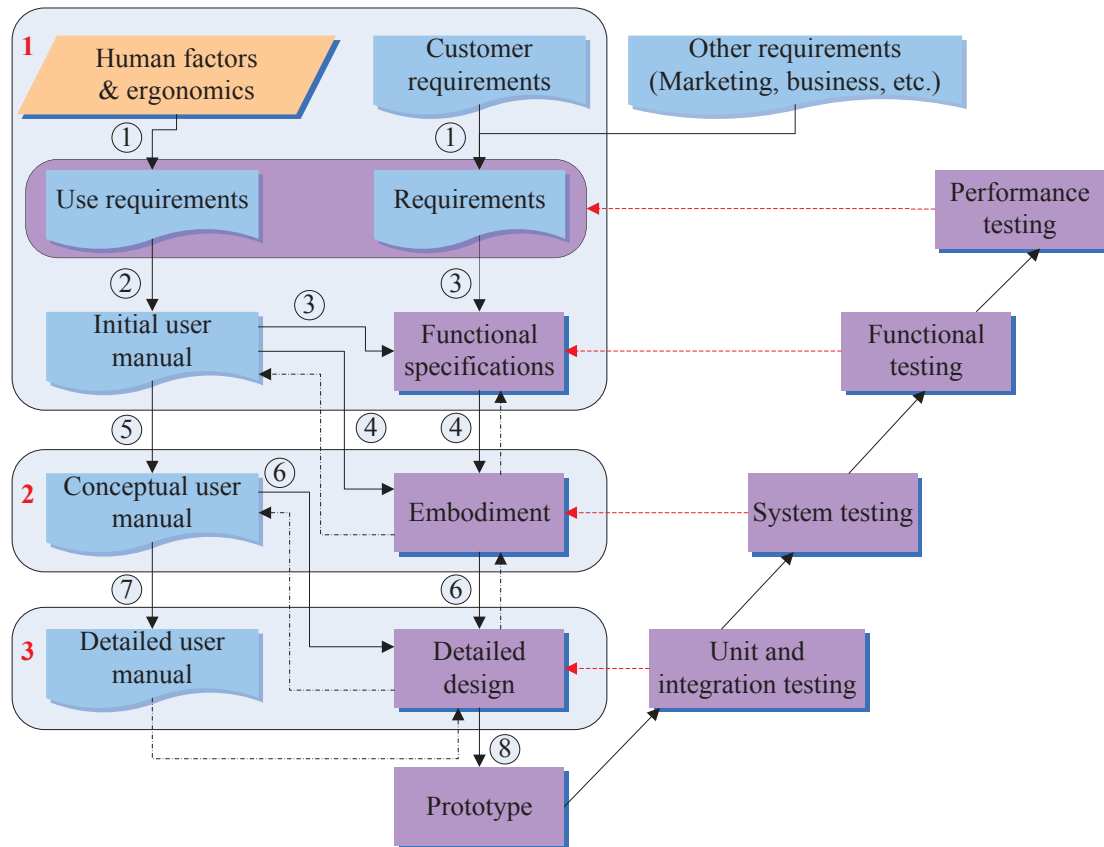 1
Human factors
& ergonomics
Customer
requirements
Other requirements
(Marketing, business, etc.)
1
1
Use requirements
Requirements
Performance
testing
2
3
3
Initial user
manual
Functional
specifications
Functional
testing
5
4
4
2
Conceptual user
manual
6
Embodiment
System testing
7
6
3
Detailed user
manual
Detailed
design
Unit and
integration testing
8
Prototype